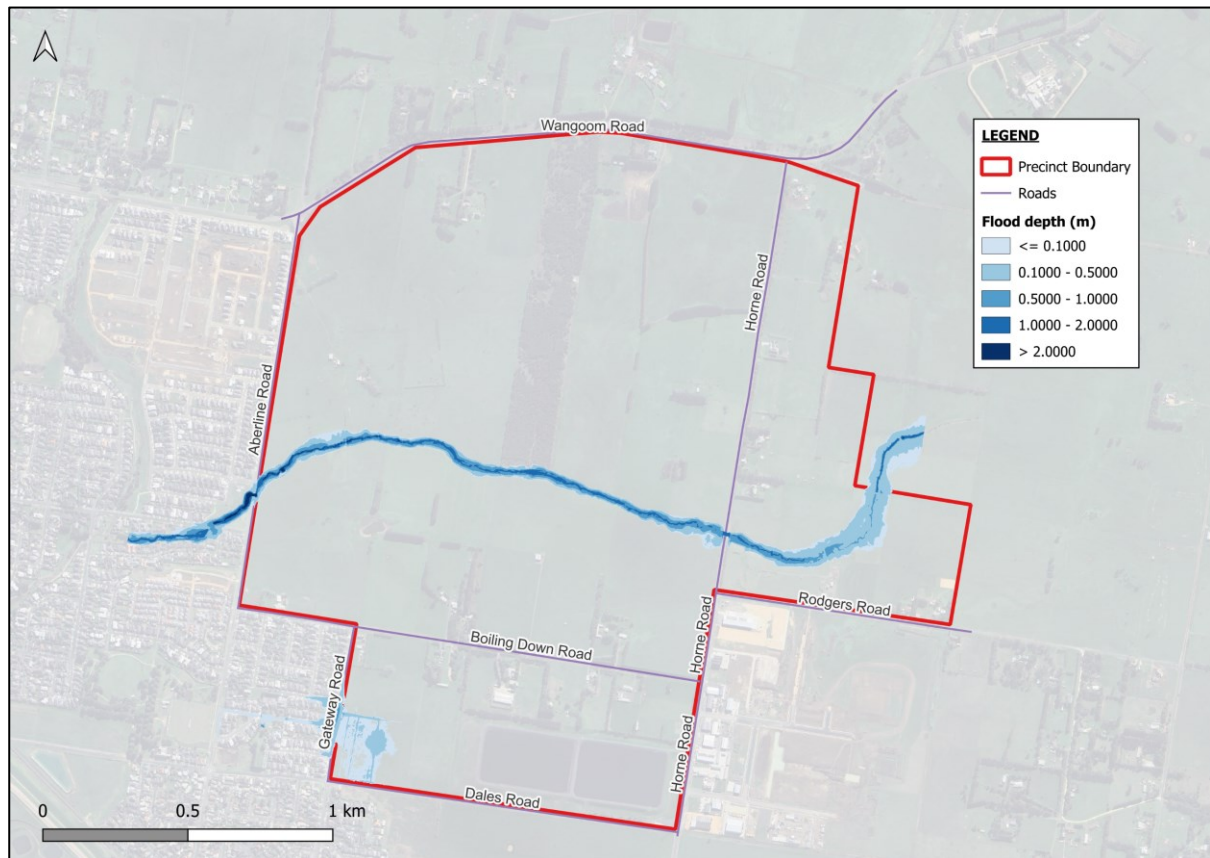 Wangoom Road
LEGEND
Precinct Boundary
Roads
Flood depth (m)
<= 0.1000
0.1000 - 0.5000
0.5000 - 1.0000
1.0000 - 2.0000
> 2.0000
Horne Road
Aberline Road
Rodgers Road
Horne Road
Boiling Down Road
Gateway Road
Horne Road
Dales Road
0 0.5 1 km